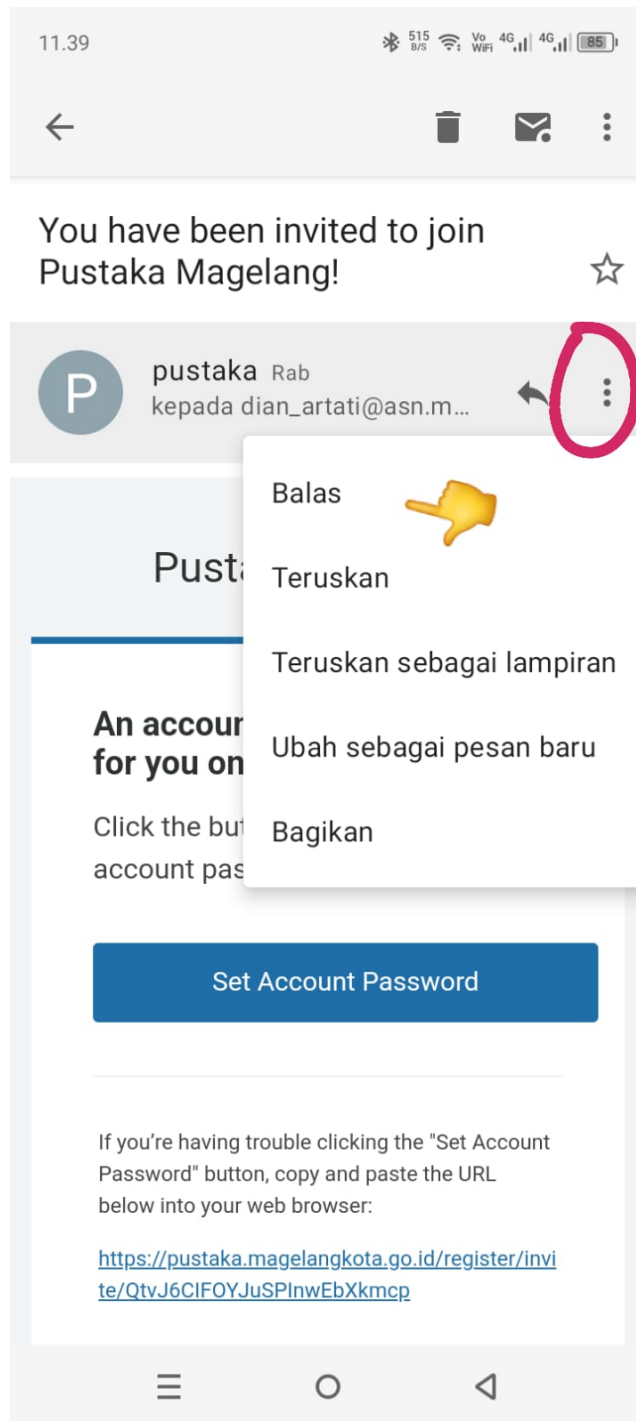 11.39
515 B/S Vo WiFi 4G 4G 85
You have been invited to join
Pustaka Magelang!
P
pustaka Rab
kepada dian_artati@asn.m...
Balas
Pusta
Teruskan
Teruskan sebagai lampiran
An accour
for you on
Ubah sebagai pesan baru
Click the but
Bagikan
account pas
Set Account Password
If you're having trouble clicking the "Set Account
Password" button, copy and paste the URL
below into your web browser:
https://pustaka.magelangkota.go.id/register/invi